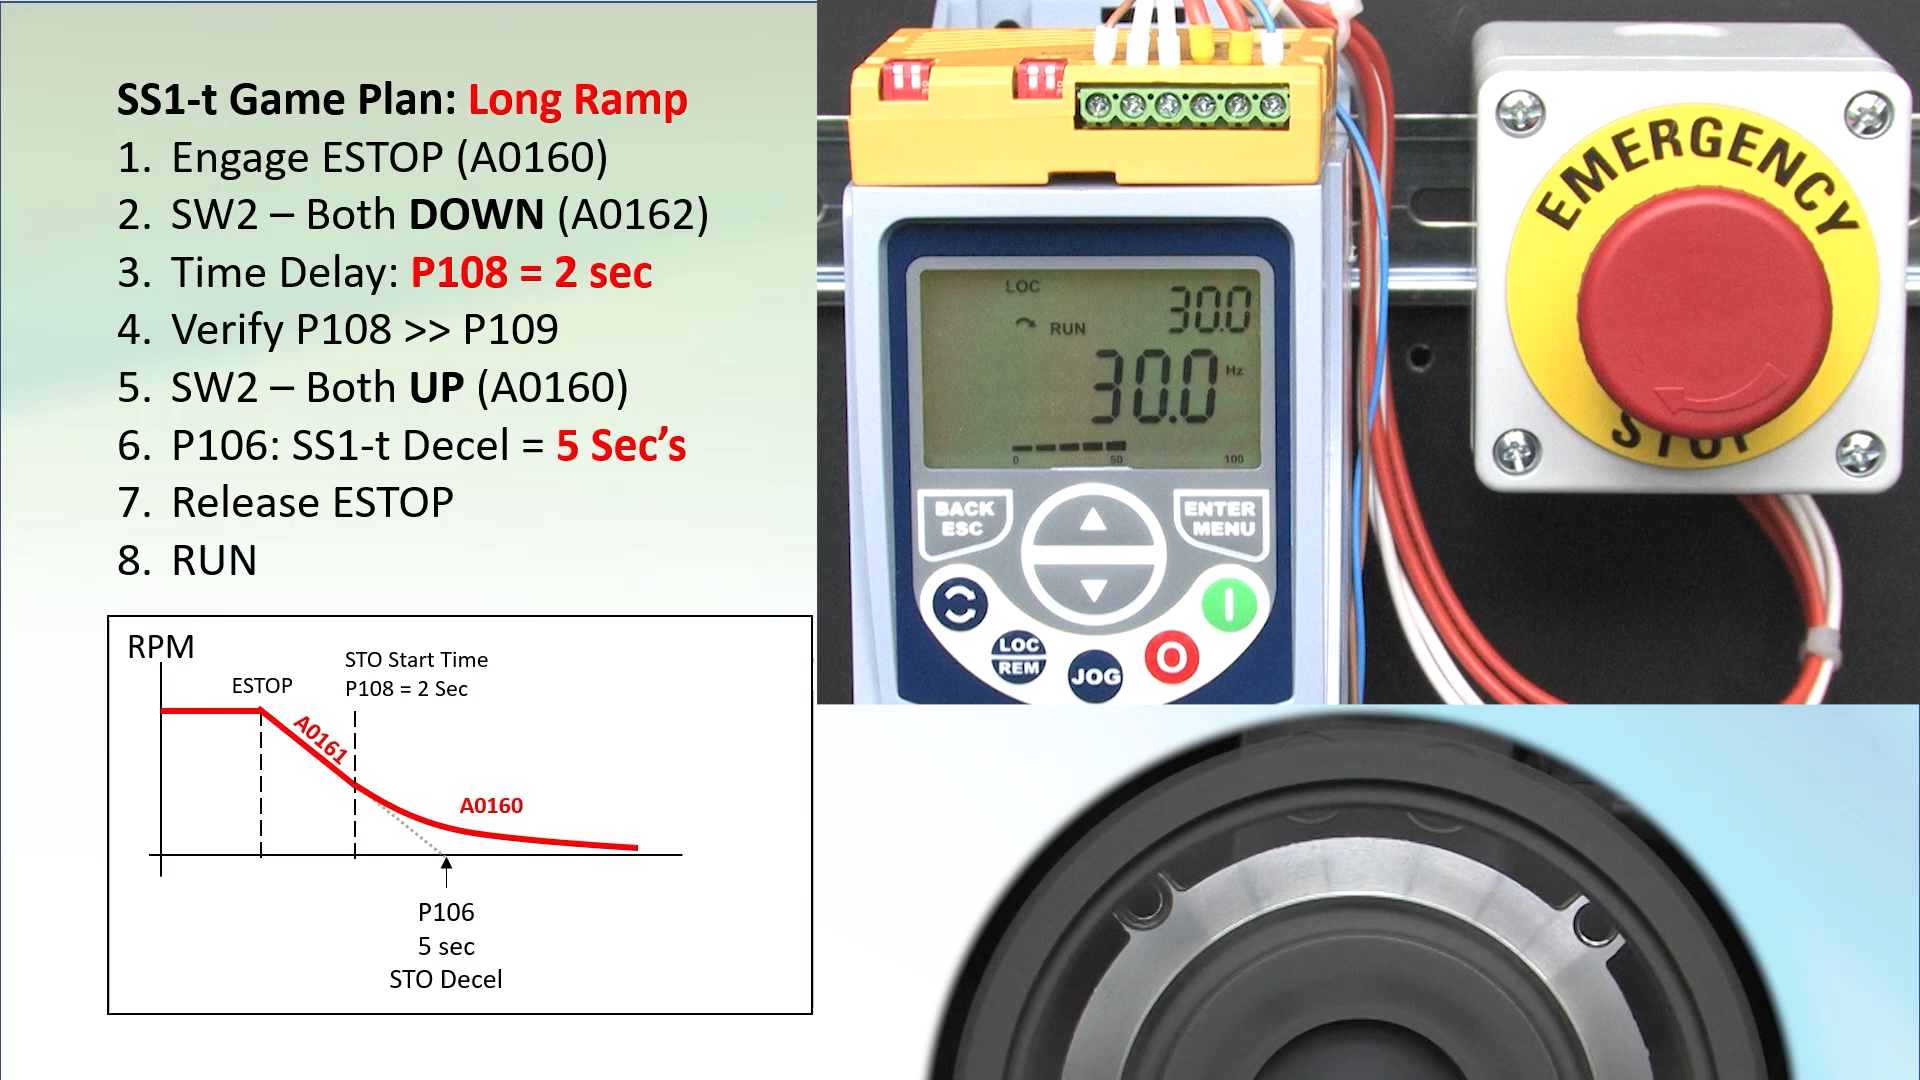 SS1-t Game Plan: Long Ramp
1. Engage ESTOP (A0160)
2. SW2 – Both DOWN (A0162)
3. Time Delay: P108 = 2 sec
4. Verify P108 >> P109
5. SW2 – Both UP (A0160)
6. P106: SS1-t Decel = 5 Sec’s
7. Release ESTOP
8. RUN
RPM
ESTOP
STO Start Time
P108 = 2 Sec
A0161
A0160
P106
5 sec
STO Decel
LOC
30.0
RUN
30.0 Hz
0 50 100
BACK
ESC
ENTER
MENU
LOC
REM
JOG
EMERGENCY
STOP